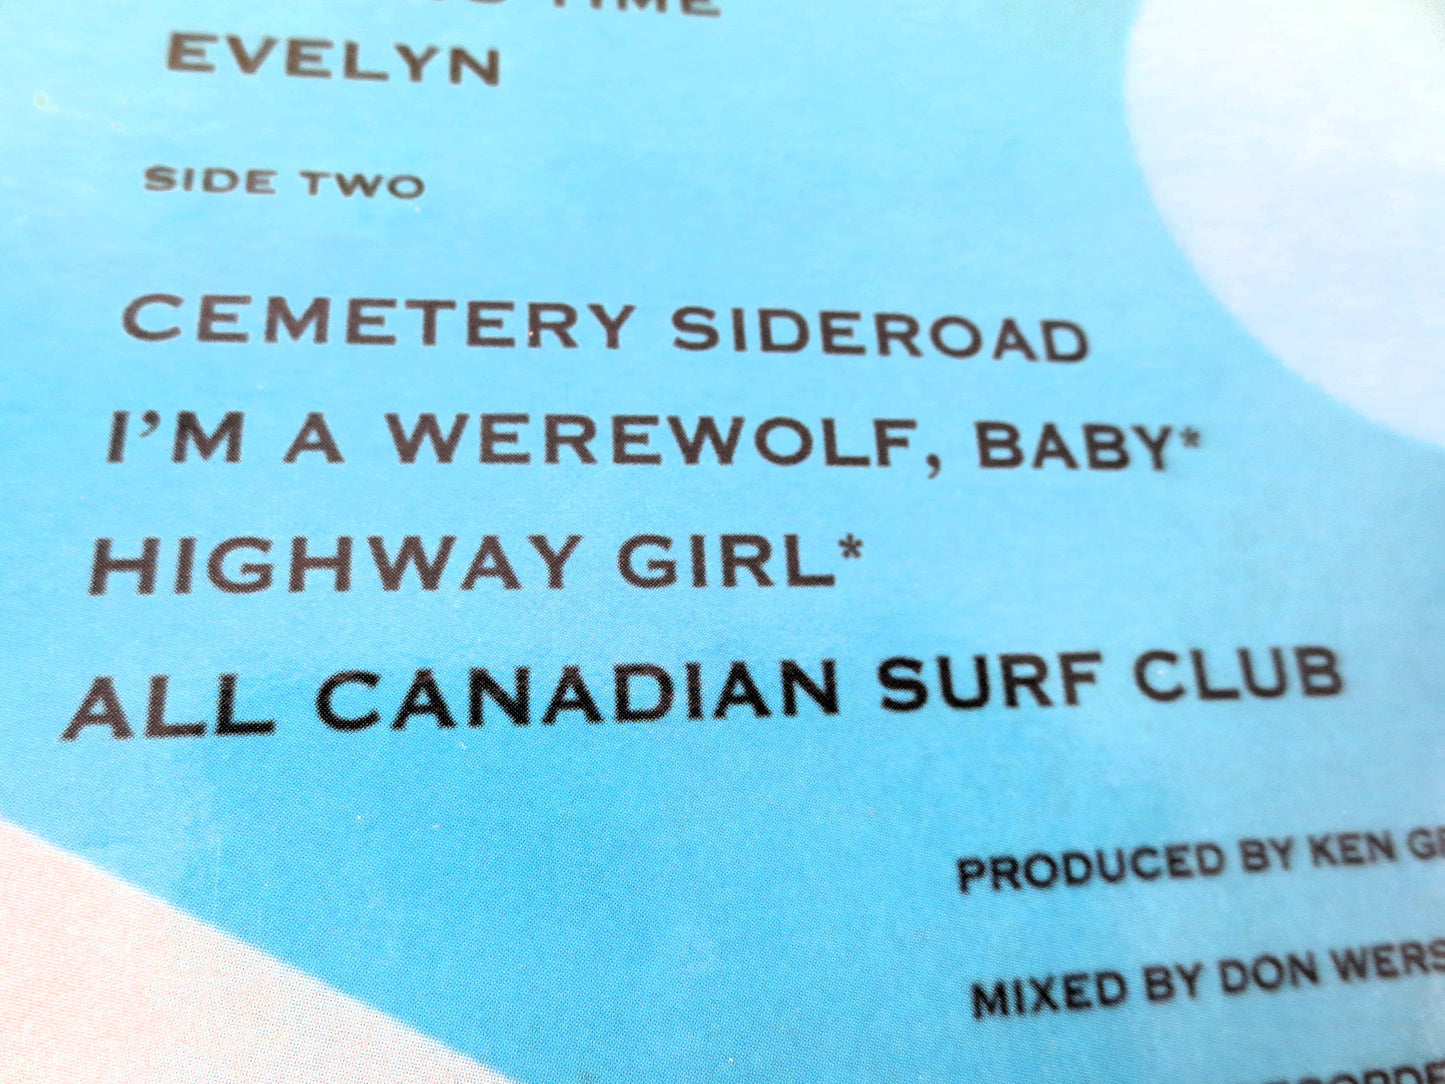 TIME
EVELYN
SIDE TWO
CEMETERY SIDEROAD
I'M A WEREWOLF, BABY*
HIGHWAY GIRL*
ALL CANADIAN SURF CLUB
PRODUCED BY KEN
MIXED BY DON